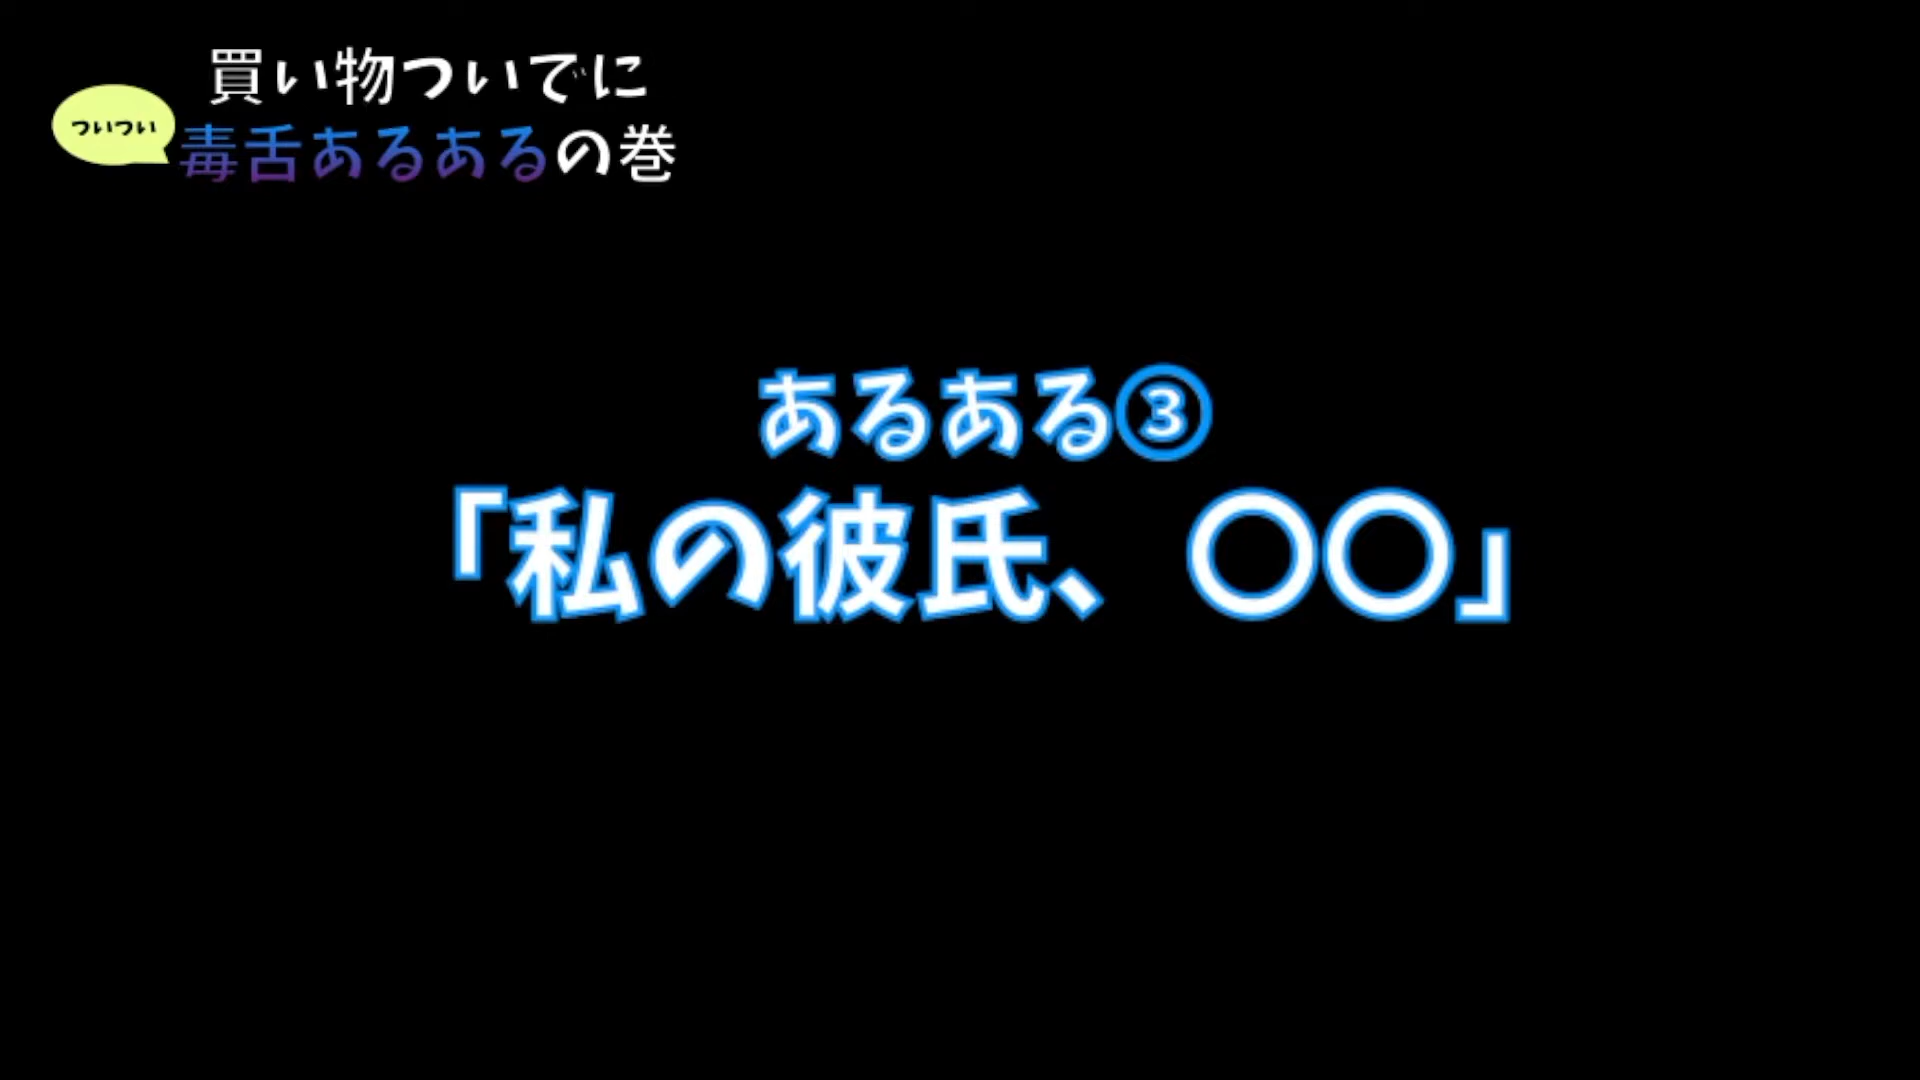 買い物ついでに
ついつい
毒舌あるあるの巻
あるある③
「私の彼氏、〇〇」